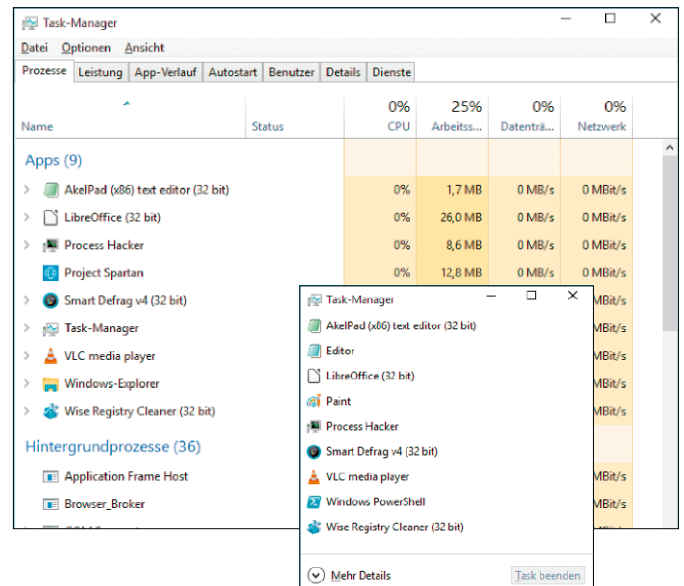 Task-Manager
Datei Optionen Ansicht
Prozesse Leistung App-Verlauf Autostart Benutzer Details Dienste
0% 25% 0% 0%
Name Status CPU Arbeitss... Datenträ... Netzwerk
Apps (9)
AkelPad (x86) text editor (32 bit) 0% 1,7 MB 0 MB/s 0 MBit/s
LibreOffice (32 bit) 0% 26,0 MB 0 MB/s 0 MBit/s
Process Hacker 0% 8,6 MB 0 MB/s 0 MBit/s
Project Spartan 0% 12,8 MB 0 MB/s 0 MBit/s
Smart Defrag v4 (32 bit) MBit/s
Task-Manager MBit/s
VLC media player MBit/s
Windows-Explorer MBit/s
Wise Registry Cleaner (32 bit) MBit/s
Hintergrundprozesse (36)
Application Frame Host MBit/s
Browser_Broker MBit/s
Task-Manager
AkelPad (x86) text editor (32 bit)
Editor
LibreOffice (32 bit)
Paint
Process Hacker
Smart Defrag v4 (32 bit)
VLC media player
Windows PowerShell
Wise Registry Cleaner (32 bit)
Mehr Details Task beenden